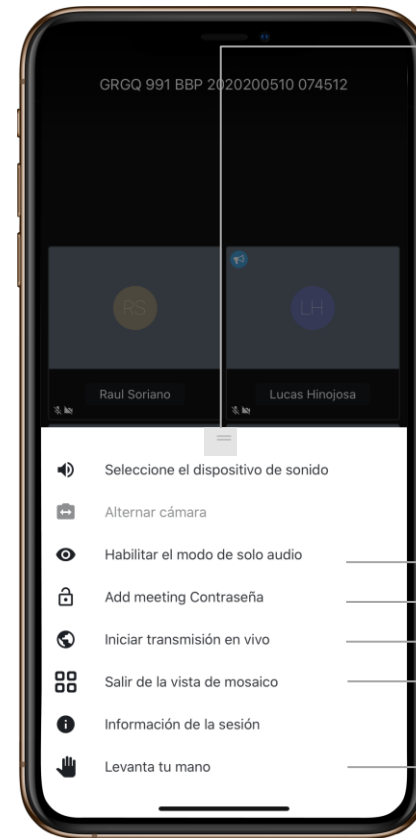 GRGQ 991 BBP 2020200510 074512
RS
LH
Raul Soriano
Lucas Hinojosa
Seleccione el dispositivo de sonido
Alternar cámara
Habilitar el modo de solo audio
Add meeting Contraseña
Iniciar transmisión en vivo
Salir de la vista de mosaico
Información de la sesión
Levanta tu mano